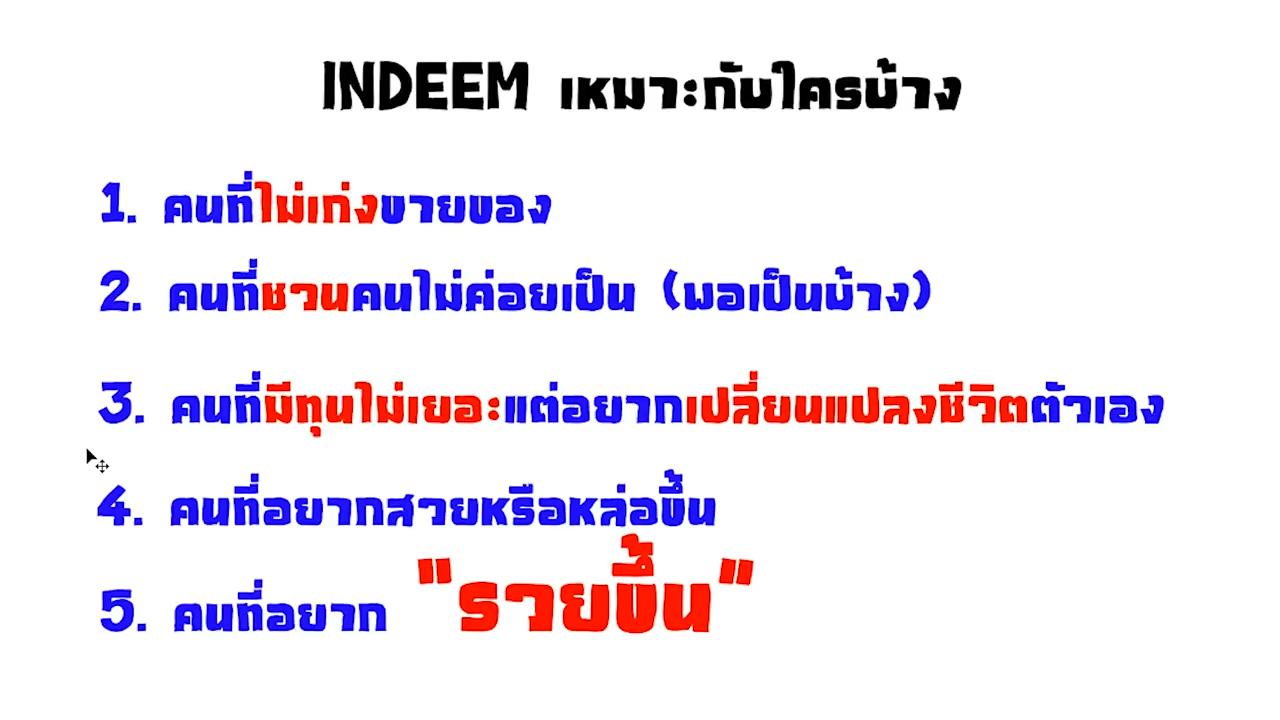 INDEEM เหมาะกับใครบ้าง
1. คนที่ไม่เก่งขายของ
2. คนที่ชวนคนไม่ค่อยเป็น (พอเป็นบ้าง)
3. คนที่มีทุนไม่เยอะแต่อยากเปลี่ยนแปลงชีวิตตัวเอง
4. คนที่อยากสวยหรือหล่อขึ้น
5. คนที่อยาก "รวยขึ้น"